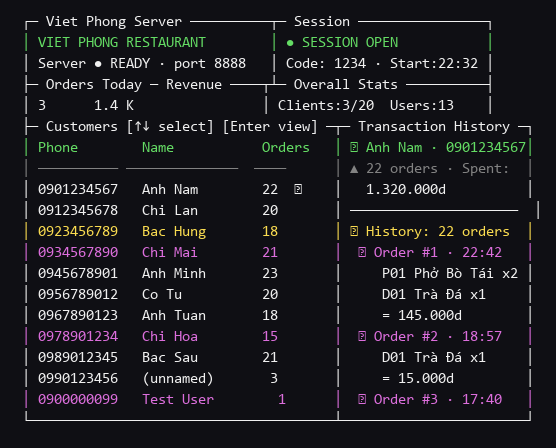 Viet Phong Server
Session
VIET PHONG RESTAURANT
● SESSION OPEN
Server ● READY · port 8888
Code: 1234 · Start:22:32
Orders Today — Revenue
Overall Stats
3 1.4 K
Clients:3/20 Users:13
Customers [↑↓ select] [Enter view]
Phone Name Orders
0901234567 Anh Nam 22
0912345678 Chi Lan 20
0923456789 Bac Hung 18
0934567890 Chi Mai 21
0945678901 Anh Minh 23
0956789012 Co Tu 20
0967890123 Anh Tuan 18
0978901234 Chi Hoa 15
0989012345 Bac Sau 21
0990123456 (unnamed) 3
0900000099 Test User 1
Transaction History
Anh Nam · 0901234567
▲ 22 orders · Spent:
1.320.000d
History: 22 orders
Order #1 · 22:42
P01 Phở Bò Tái x2
D01 Trà Đá x1
= 145.000d
Order #2 · 18:57
D01 Trà Đá x1
= 15.000d
Order #3 · 17:40